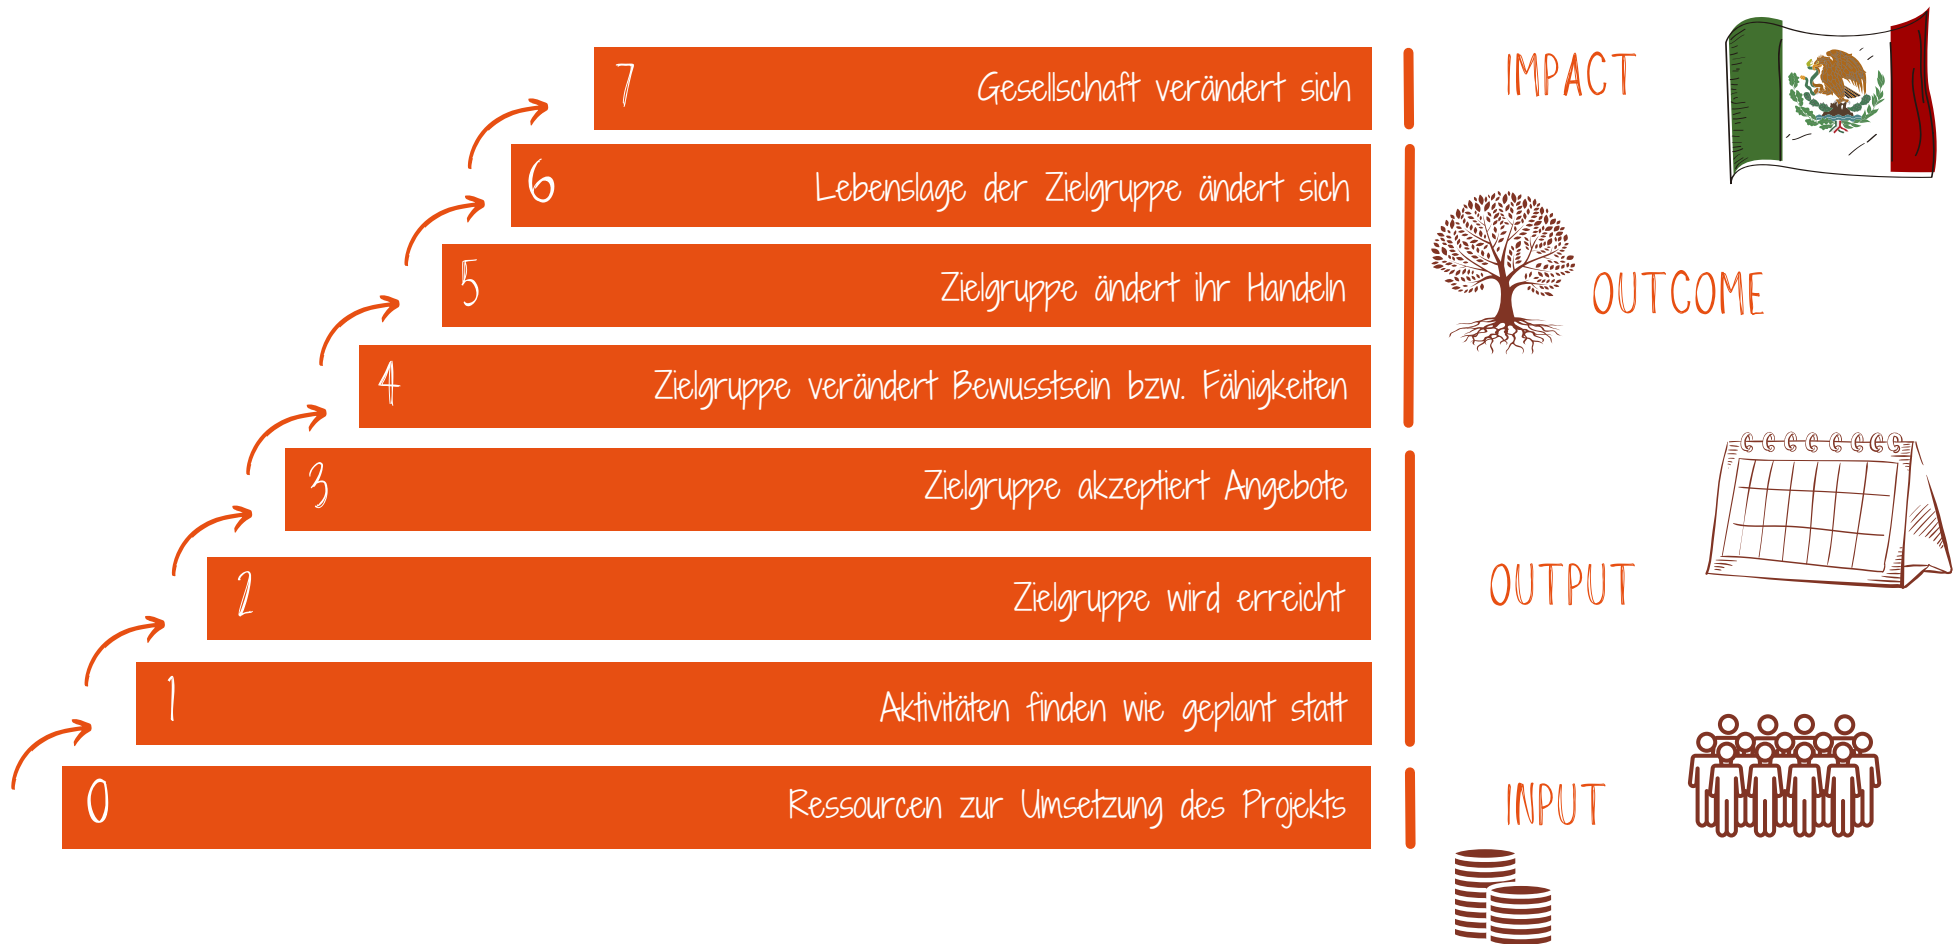 7 Gesellschaft verändert sich
IMPACT
6 Lebenslage der Zielgruppe ändert sich
5 Zielgruppe ändert ihr Handeln
OUTCOME
4 Zielgruppe verändert Bewusstsein bzw. Fähigkeiten
3 Zielgruppe akzeptiert Angebote
2 Zielgruppe wird erreicht
OUTPUT
1 Aktivitäten finden wie geplant statt
0 Ressourcen zur Umsetzung des Projekts
INPUT